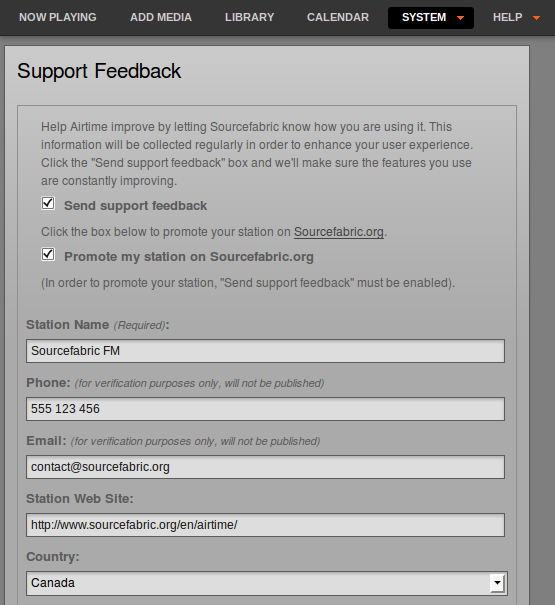 NOW PLAYING ADD MEDIA LIBRARY CALENDAR SYSTEM HELP
Support Feedback
Help Airtime improve by letting Sourcefabric know how you are using it. This
information will be collected regularly in order to enhance your user experience.
Click the "Send support feedback" box and we'll make sure the features you use
are constantly improving.
Send support feedback
Click the box below to promote your station on Sourcefabric.org.
Promote my station on Sourcefabric.org
(In order to promote your station, "Send support feedback" must be enabled).
Station Name (Required):
Sourcefabric FM
Phone: (for verification purposes only, will not be published)
555 123 456
Email: (for verification purposes only, will not be published)
contact@sourcefabric.org
Station Web Site:
http://www.sourcefabric.org/en/airtime/
Country:
Canada